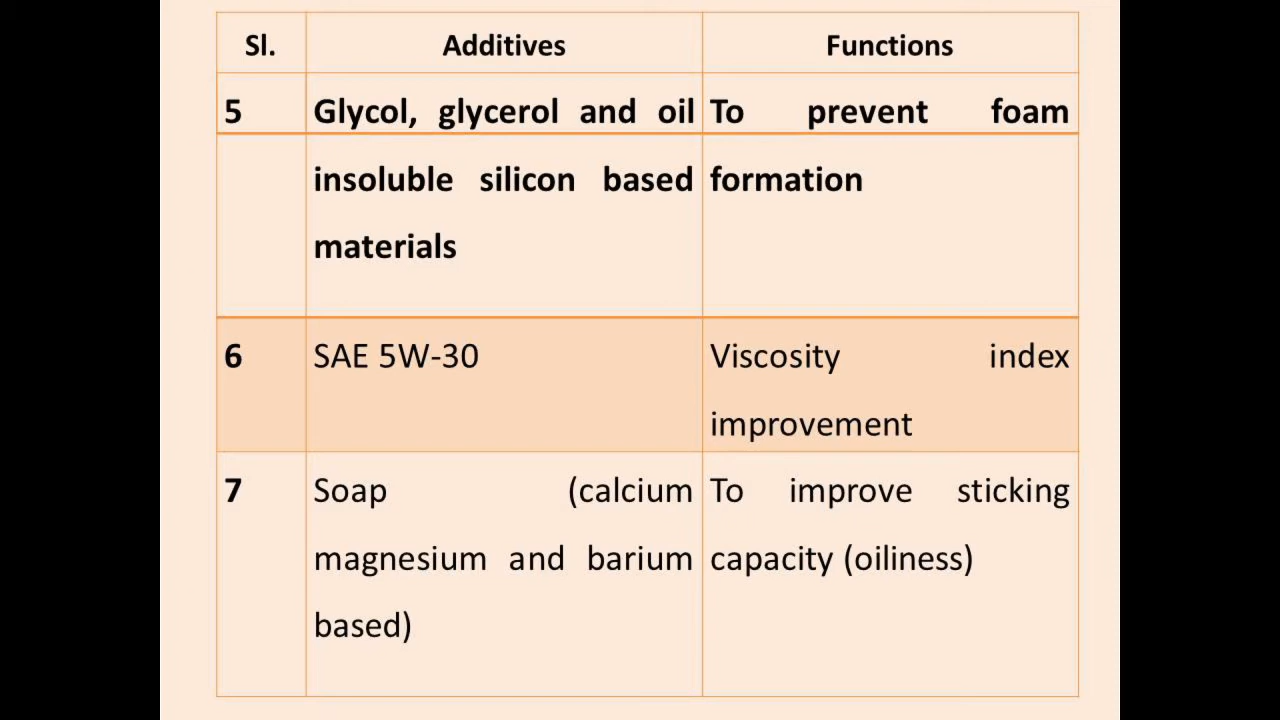 Sl. Additives Functions
5 Glycol, glycerol and oil To prevent foam
insoluble silicon based formation
materials
6 SAE 5W-30 Viscosity index
improvement
7 Soap (calcium To improve sticking
magnesium and barium capacity (oiliness)
based)